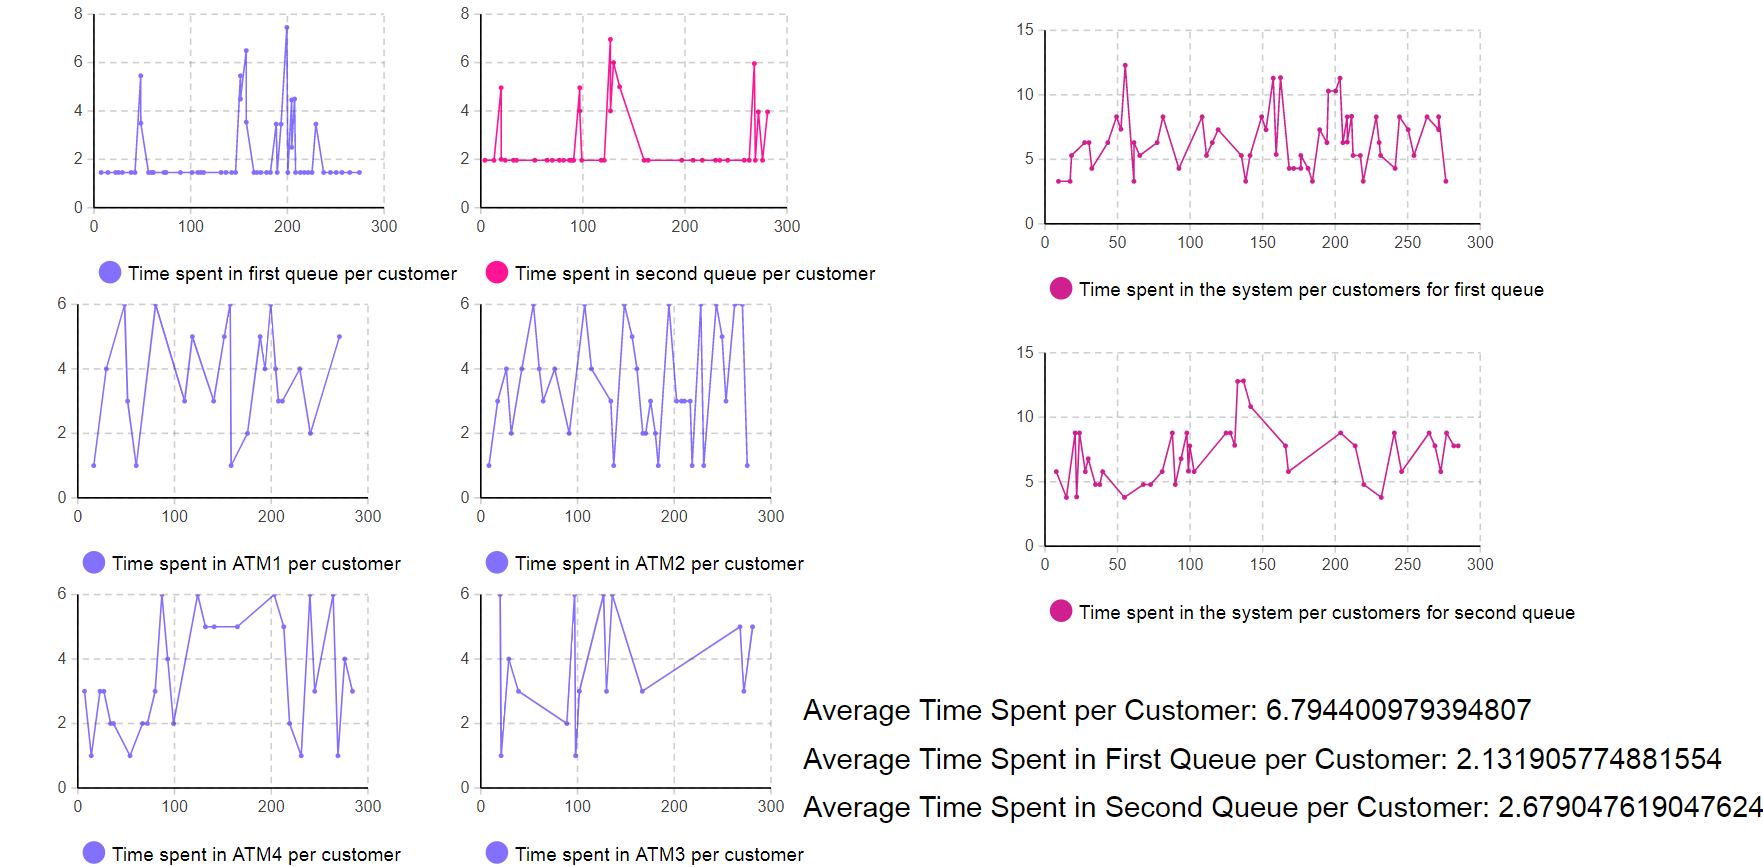 8
6
4
2
0
0 100 200 300
Time spent in first queue per customer
8
6
4
2
0
0 100 200 300
Time spent in second queue per customer
15
10
5
0
0 50 100 150 200 250 300
Time spent in the system per customers for first queue
6
4
2
0
0 100 200 300
Time spent in ATM1 per customer
6
4
2
0
0 100 200 300
Time spent in ATM2 per customer
15
10
5
0
0 50 100 150 200 250 300
Time spent in the system per customers for second queue
6
4
2
0
0 100 200 300
Time spent in ATM4 per customer
6
4
2
0
0 100 200 300
Time spent in ATM3 per customer
Average Time Spent per Customer: 6.794400979394807
Average Time Spent in First Queue per Customer: 2.131905774881554
Average Time Spent in Second Queue per Customer: 2.679047619047624